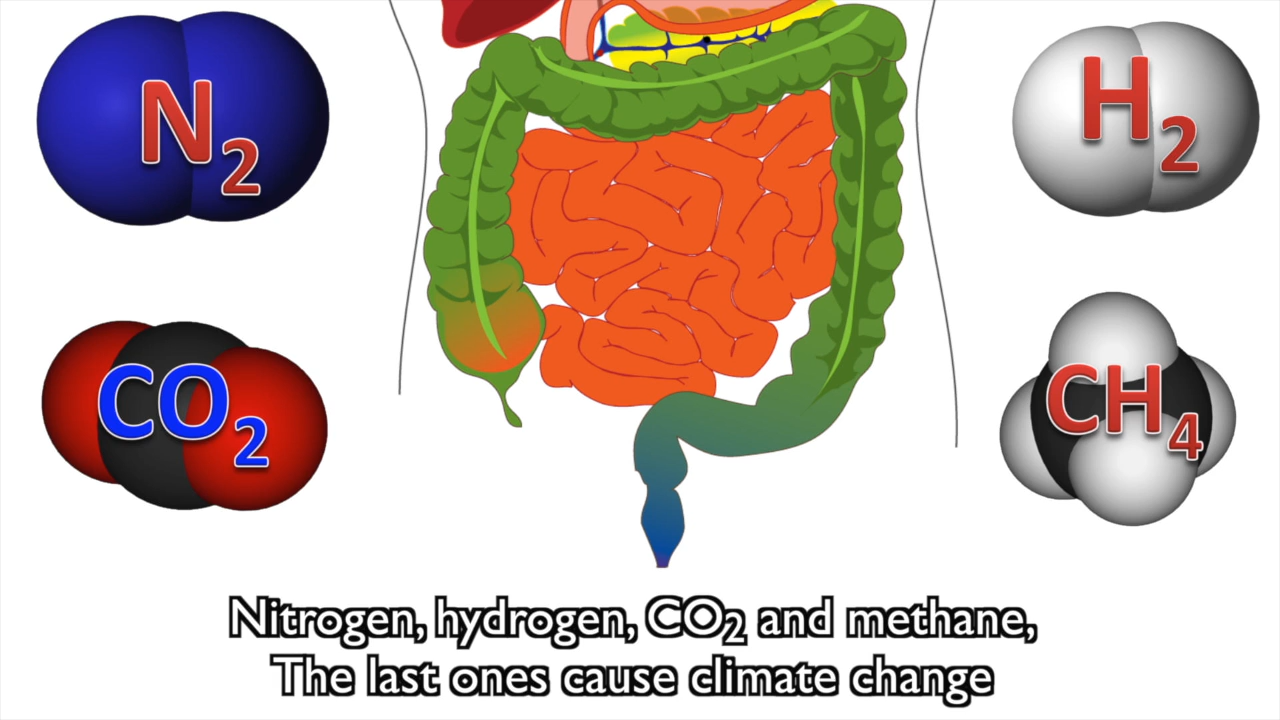 N₂
H₂
CO₂
CH₄
Nitrogen, hydrogen, CO₂ and methane,
The last ones cause climate change